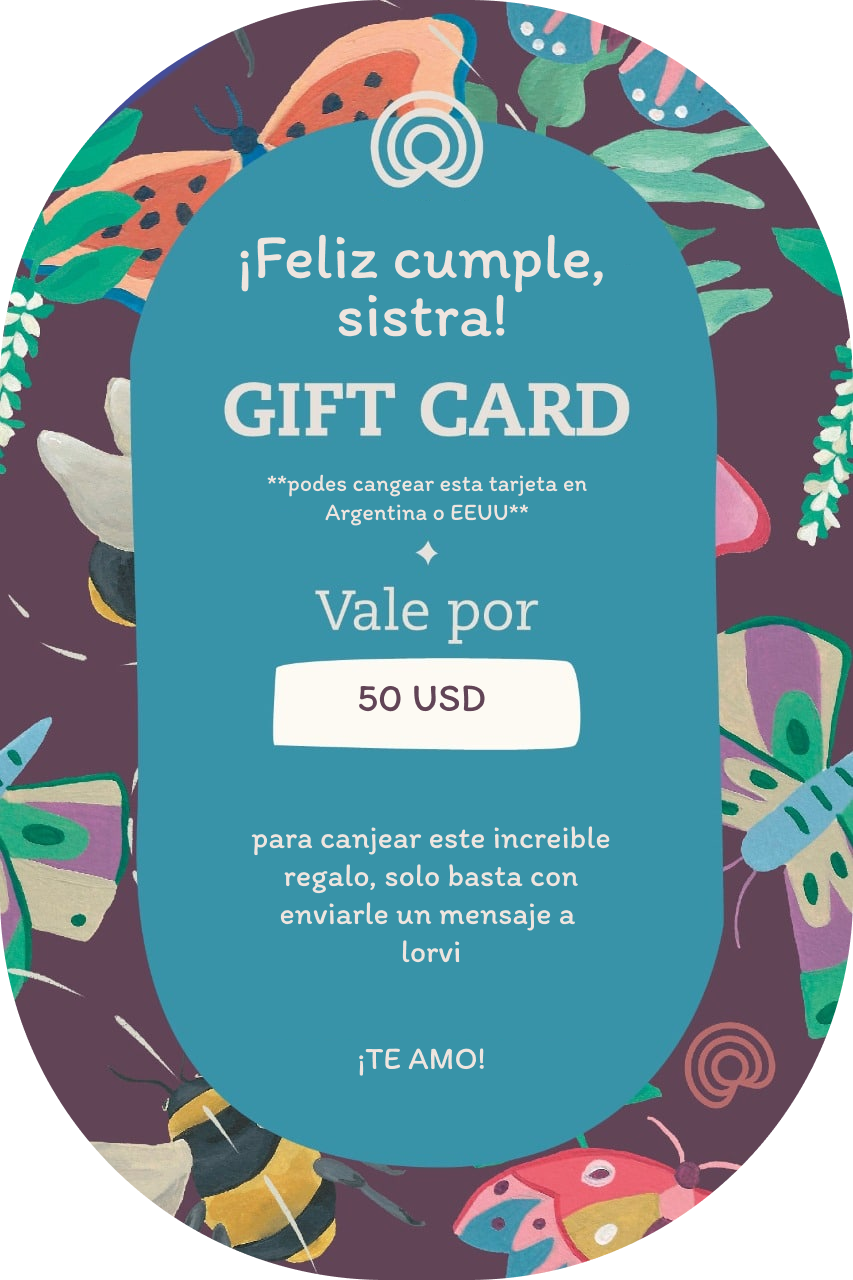 ¡Feliz cumple,
sistra!
GIFT CARD
**podes cangear esta tarjeta en
Argentina o EEUU**
Vale por
50 USD
para canjear este increible
regalo, solo basta con
enviarle un mensaje a
lorvi
¡TE AMO!